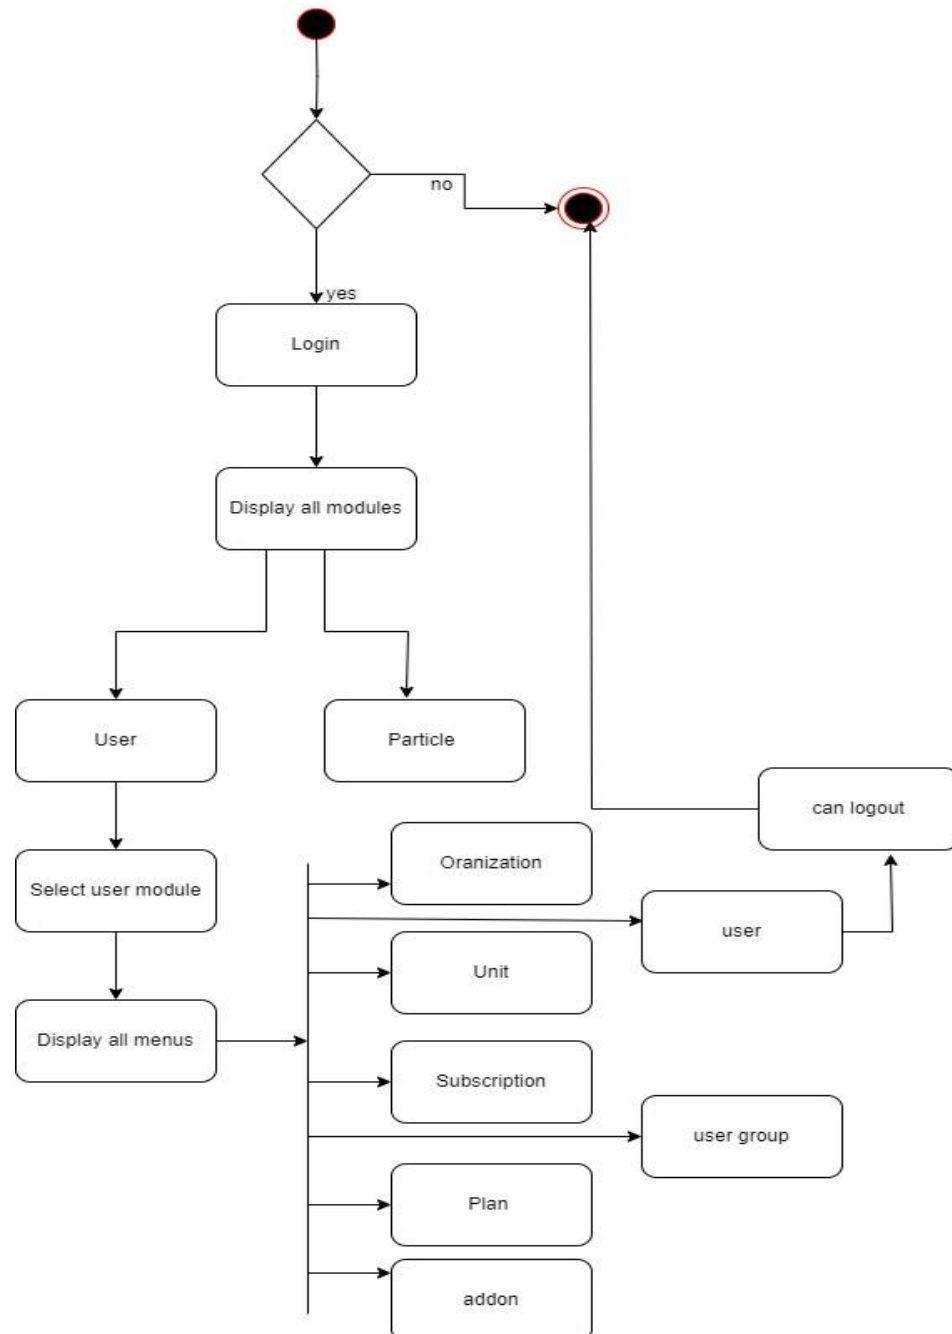 no
yes
Login
Display all modules
User
Particle
can logout
Select user module
Oranization
user
Unit
Display all menus
Subscription
user group
Plan
addon